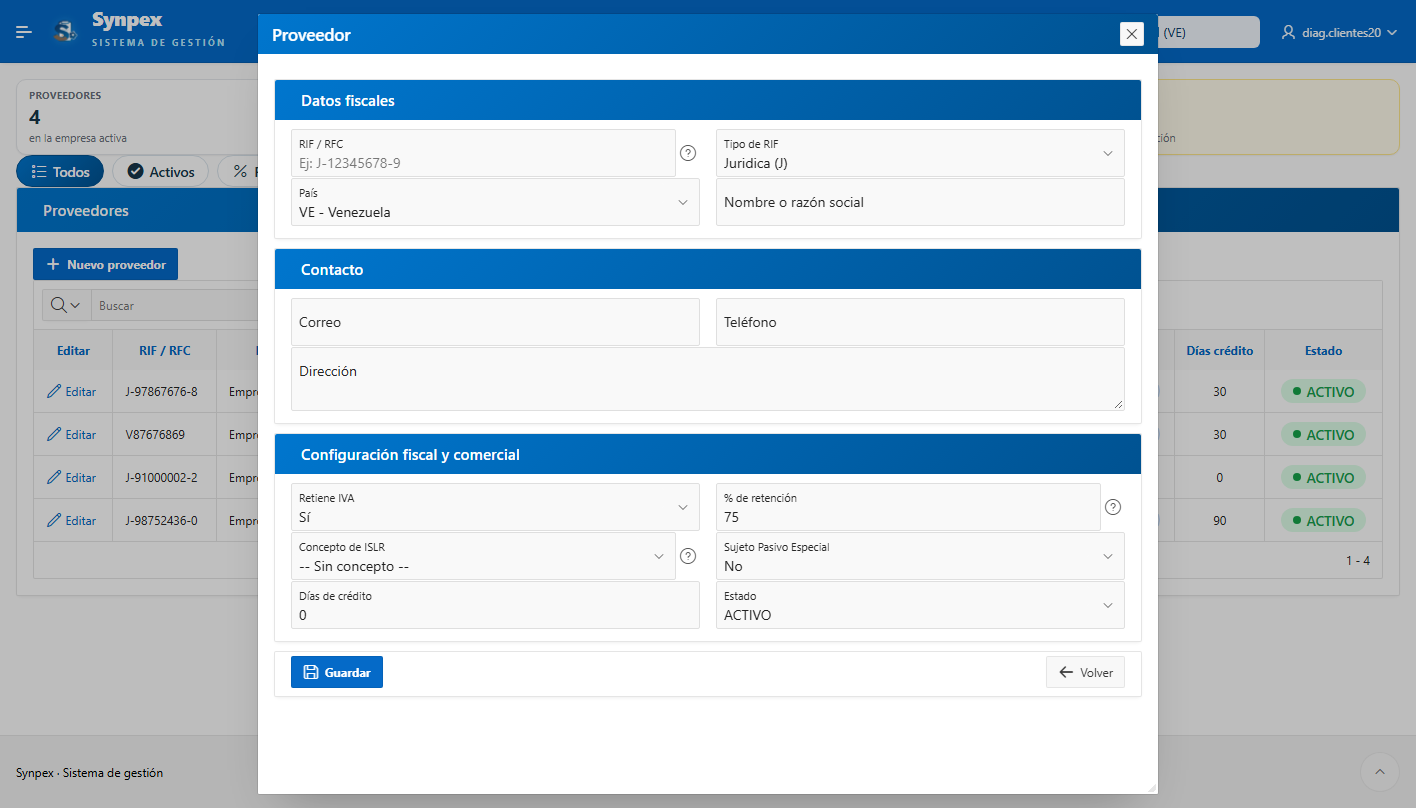 Synpex
SISTEMA DE GESTIÓN
Proveedor
(VE)
diag.clientes20
PROVEEDORES
4
en la empresa activa
Todos
Activos
%
Proveedores
Nuevo proveedor
Buscar
Editar
RIF / RFC
Días crédito
Estado
Editar
J-97867676-8
30
ACTIVO
Editar
V87676869
30
ACTIVO
Editar
J-91000002-2
0
ACTIVO
Editar
J-98752436-0
90
ACTIVO
1 - 4
Datos fiscales
RIF / RFC
Ej: J-12345678-9
Tipo de RIF
Juridica (J)
País
VE - Venezuela
Nombre o razón social
Contacto
Correo
Teléfono
Dirección
Configuración fiscal y comercial
Retiene IVA
Sí
% de retención
75
Concepto de ISLR
-- Sin concepto --
Sujeto Pasivo Especial
No
Días de crédito
0
Estado
ACTIVO
Guardar
Volver
Synpex · Sistema de gestión